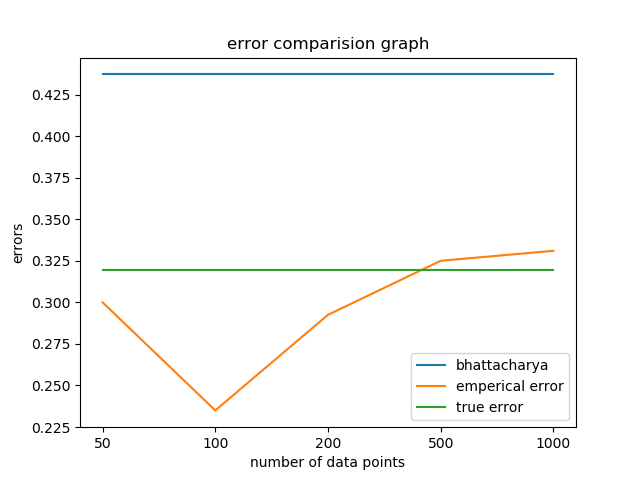 error comparision graph
0.425
0.400
0.375
0.350
0.325
0.300
0.275
0.250
0.225
errors
50 100 200 500 1000
number of data points
bhattacharya
emperical error
true error